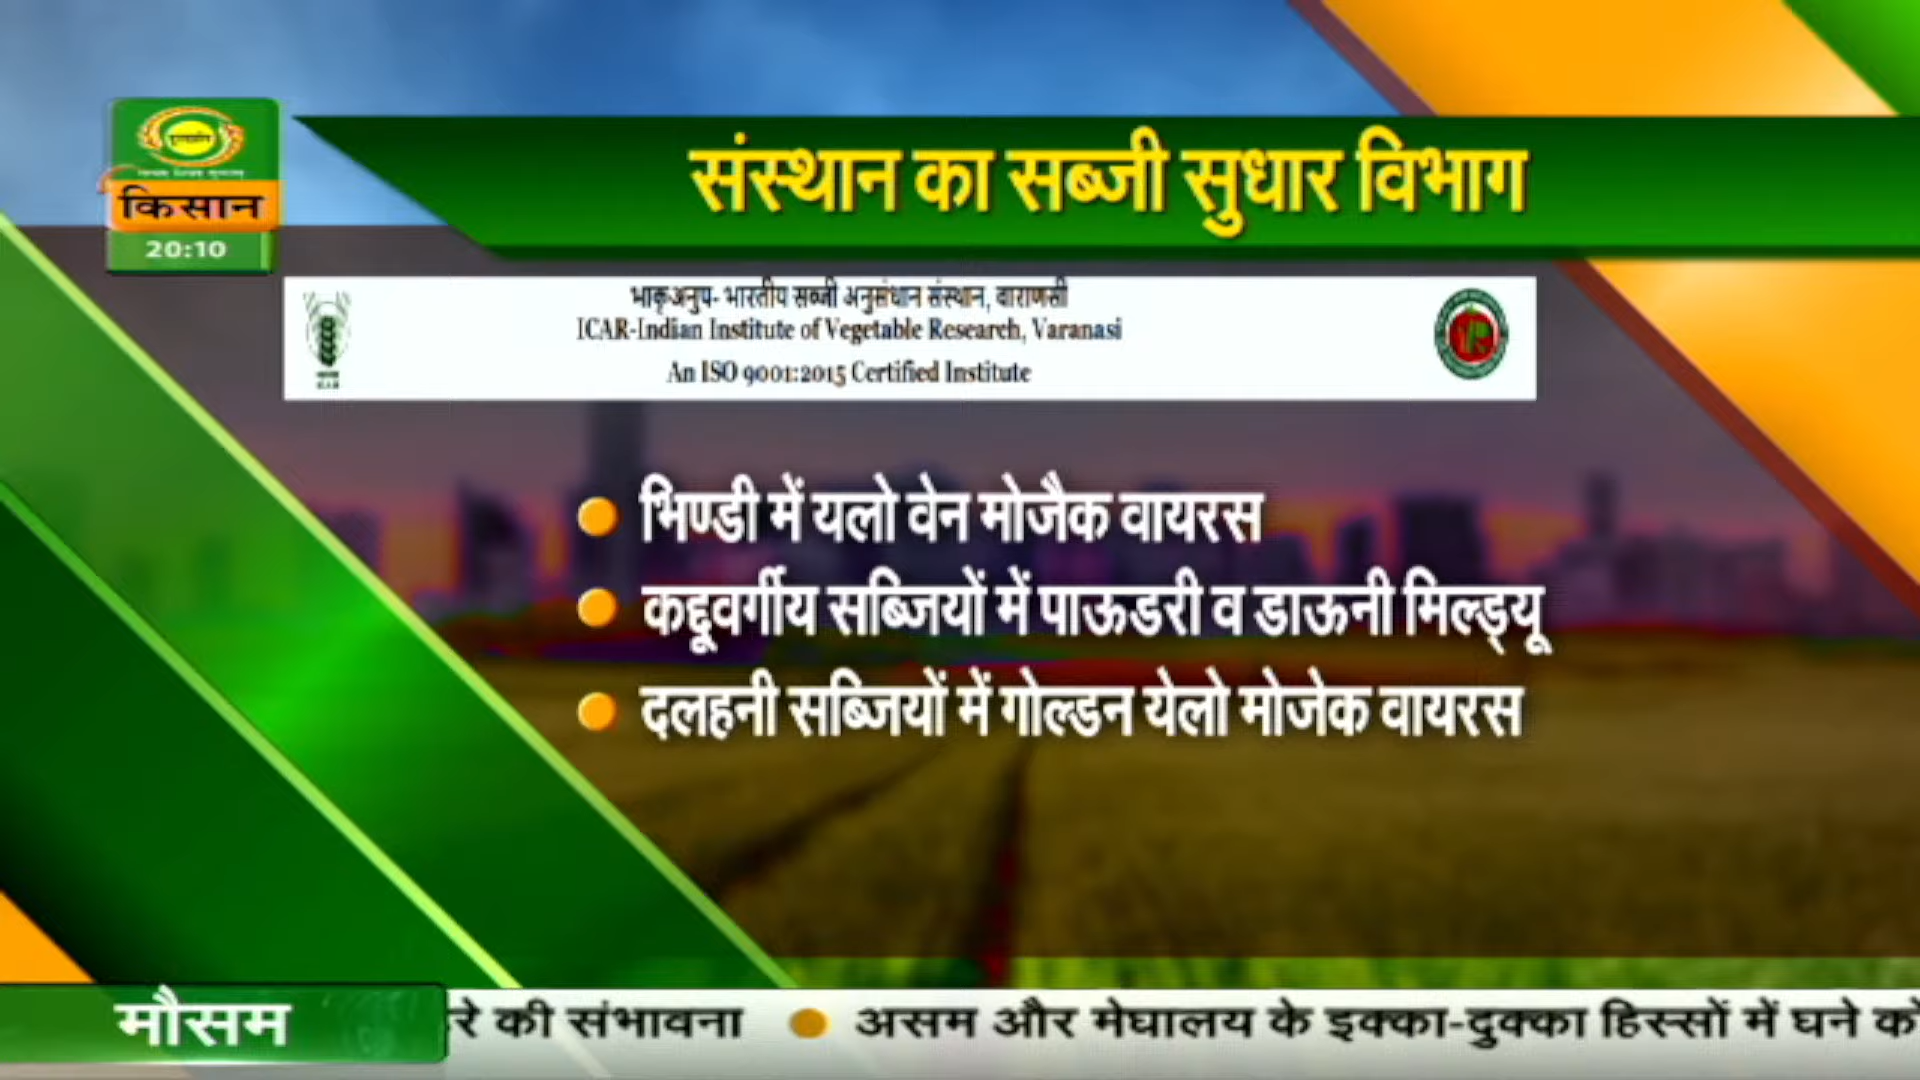 संस्थान का सब्जी सुधार विभाग
किसान
20:10
भाकृअनुप- भारतीय सब्जी अनुसंधान संस्थान, वाराणसी
ICAR-Indian Institute of Vegetable Research, Varanasi
An ISO 9001:2015 Certified Institute
भिण्डी में यलो वेन मोजैक वायरस
कद्दूवर्गीय सब्जियों में पाऊडरी व डाऊनी मिल्ड्यू
दलहनी सब्जियों में गोल्डन येलो मोजेक वायरस
मौसम
रे की संभावना
असम और मेघालय के इक्का-दुक्का हिस्सों में घने को